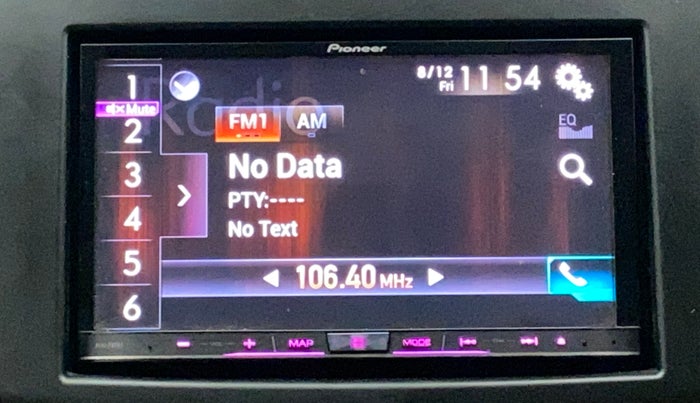 Pioneer
Radio
8/12
Fri
11 54
1
Mute
2
3
4
5
6
FM1
AM
EQ
No Data
PTY:----
No Text
106.40 MHz
MAP
MODE